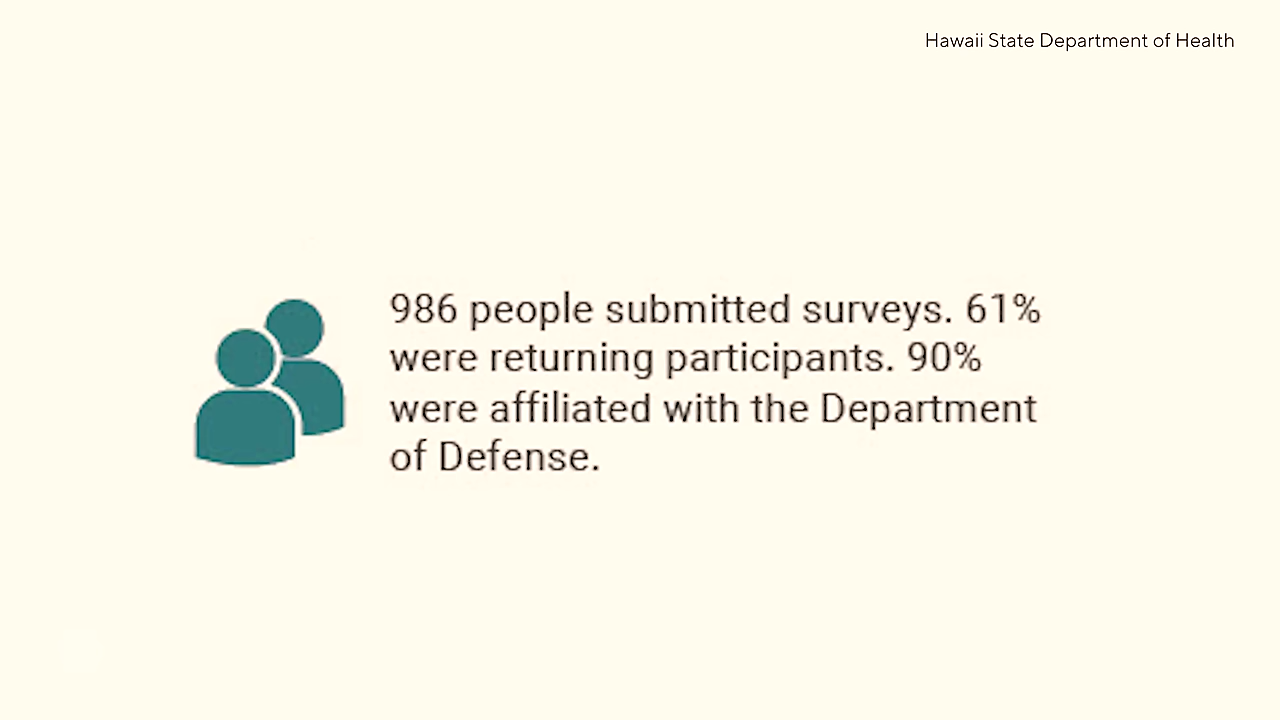 Hawaii State Department of Health
986 people submitted surveys. 61%
were returning participants. 90%
were affiliated with the Department
of Defense.